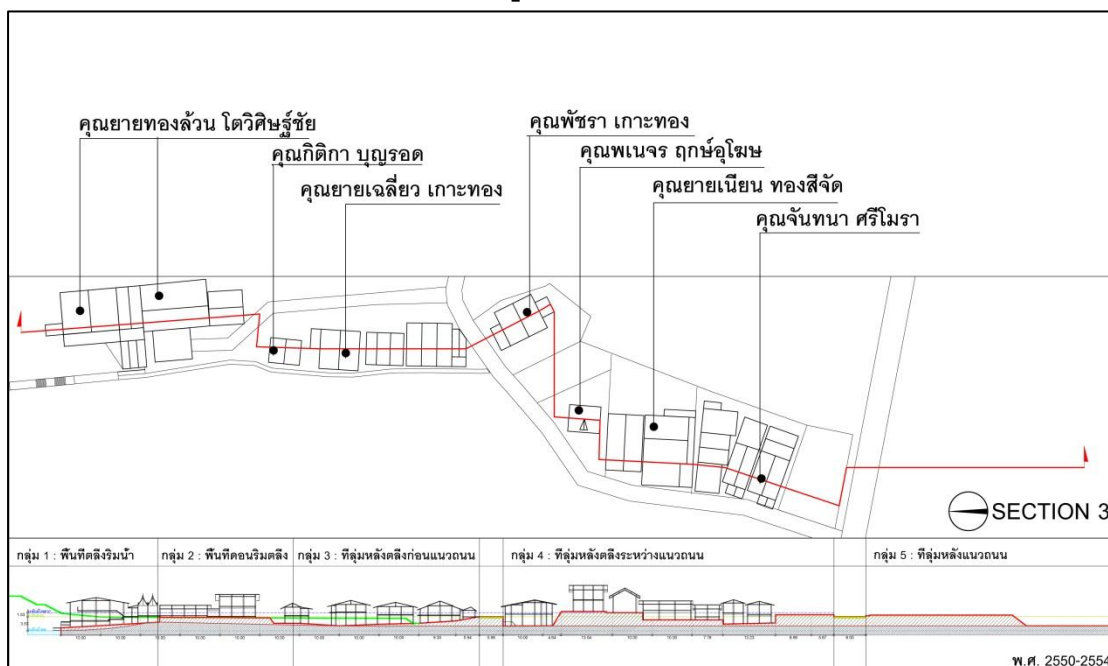 คุณยายทองล้วน โตวิศิษฐ์ชัย
คุณกิติกา บุญรอด
คุณยายเฉลี่ยว เกาะทอง
คุณพัชรา เกาะทอง
คุณพเนจร ฤกษ์อุโฆษ
คุณยายเนียน ทองสีจัด
คุณจันทนา ศรีโมรา
SECTION 3
กลุ่ม 1 : พื้นที่ตลิ่งริมน้ำ
กลุ่ม 2 : พื้นที่ดอนริมตลิ่ง
กลุ่ม 3 : ที่ลุ่มหลังตลิ่งก่อนแนวถนน
กลุ่ม 4 : ที่ลุ่มหลังตลิ่งระหว่างแนวถนน
กลุ่ม 5 : ที่ลุ่มหลังแนวถนน
พ.ศ. 2550-2554